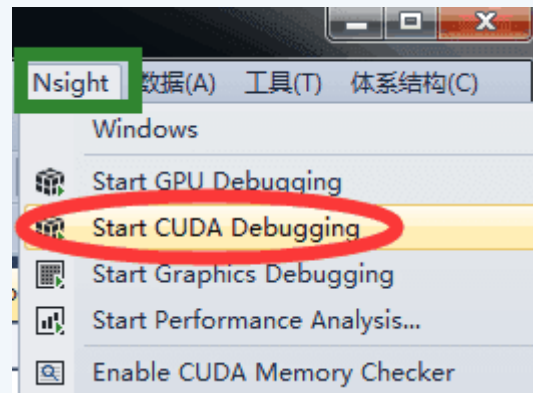 Nsight 数据(A) 工具(T) 体系结构(C)
Windows
Start GPU Debugging
Start CUDA Debugging
Start Graphics Debugging
Start Performance Analysis...
Enable CUDA Memory Checker